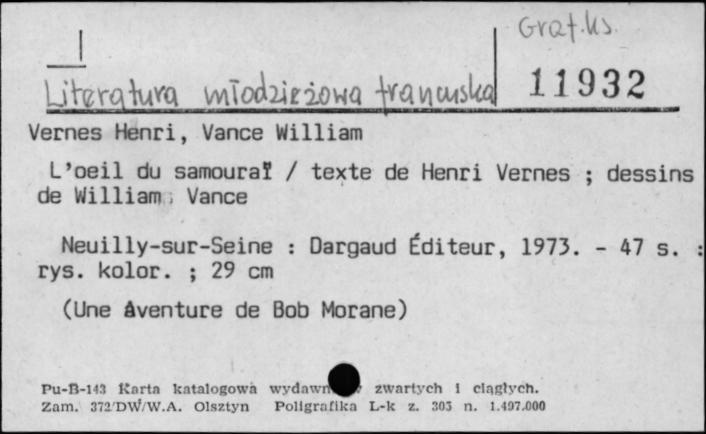 Graf.ks.
11932
Literatura młodzieżowa francuska
Vernes Henri, Vance William
L'oeil du samouraï / texte de Henri Vernes ; dessins
de William Vance
Neuilly-sur-Seine : Dargaud Éditeur, 1973. - 47 s. :
rys. kolor. ; 29 cm
(Une Aventure de Bob Morane)
Pu-B-143 Karta katalogowa zwartych i ciągłych.
Zam. 372/DW/W.A. Olsztyn Poligrafika L-k z. 303 n. 1.497.000